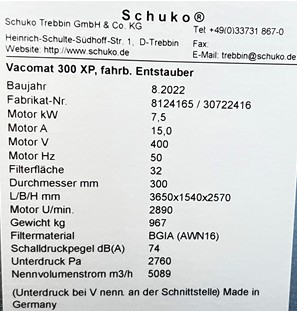 Schuko®
Schuko Trebbin GmbH & Co. KG
Tel: +49(0)33731 867-0
Heinrich-Schulte-Südhoff-Str. 1, D-Trebbin
Fax:
Website: http://www.schuko.de
E-Mail: trebbin@schuko.de
Vacomat 300 XP, fahrb. Entstauber
Baujahr 8.2022
Fabrikat-Nr. 8124165 / 30722416
Motor kW 7,5
Motor A 15,0
Motor V 400
Motor Hz 50
Filterfläche 32
Durchmesser mm 300
L/B/H mm 3650x1540x2570
Motor U/min. 2890
Gewicht kg 967
Filtermaterial BGIA (AWN16)
Schalldruckpegel dB(A) 74
Unterdruck Pa 2760
Nennvolumenstrom m3/h 5089
(Unterdruck bei V nenn. an der Schnittstelle) Made in
Germany